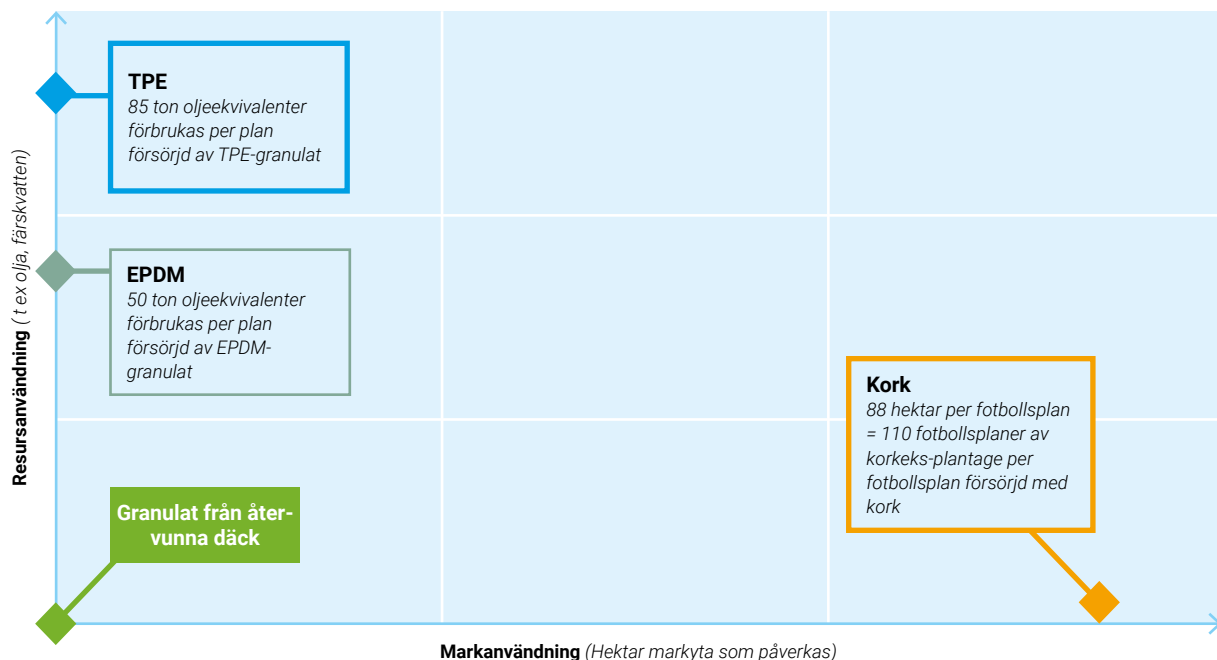 TPE
85 ton oljeekvivalenter
förbrukas per plan
försörjd av TPE-granulat
EPDM
50 ton oljeekvivalenter
förbrukas per plan
försörjd av EPDM-
granulat
Kork
88 hektar per fotbollsplan
= 110 fotbollsplaner av
korkeks-plantage per
fotbollsplan försörjd med
kork
Granulat från åter-
vunna däck
Resursanvändning ( t ex olja, färskvatten)
Markanvändning (Hektar markyta som påverkas)